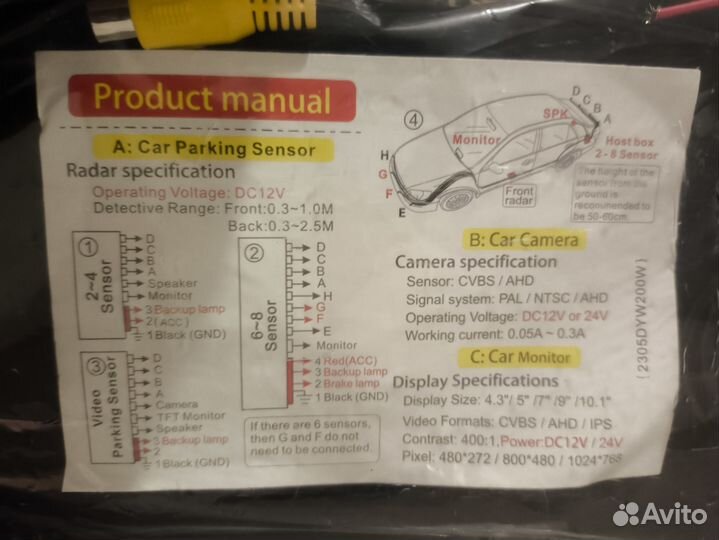 Product manual
A: Car Parking Sensor
Radar specification
Operating Voltage: DC12V
Detective Range: Front:0.3~1.0M
Back:0.3~2.5M
1
2~4 Sensor
D
C
B
A
Speaker
Monitor
3 Backup lamp
2 (ACC)
1 Black (GND)
2
6~8 Sensor
D
C
B
A
H
G
F
E
Monitor
4 Red(ACC)
3 Backup lamp
2 Brake lamp
1 Black (GND)
3
Video Parking Sensor
D
C
B
A
Camera
TFT Monitor
Speaker
3 Backup lamp
2
1 Black (GND)
If there are 6 sensors,
then G and F do not
need to be connected.
4
D
C
B
A
SPK
Monitor
Host box
2 - 8 Sensor
H
G
F
E
Front
radar
The height of the
sensor from the
ground is
recommended to
be 50-60cm.
B: Car Camera
Camera specification
Sensor: CVBS / AHD
Signal system: PAL / NTSC / AHD
Operating Voltage: DC12V or 24V
Working current: 0.05A ~ 0.3A
C: Car Monitor
Display Specifications
Display Size: 4.3"/ 5" /7" /9" /10.1"
Video Formats: CVBS / AHD / IPS
Contrast: 400:1. Power:DC12V / 24V
Pixel: 480*272 / 800*480 / 1024*768
(2305DYW200W)
Avito